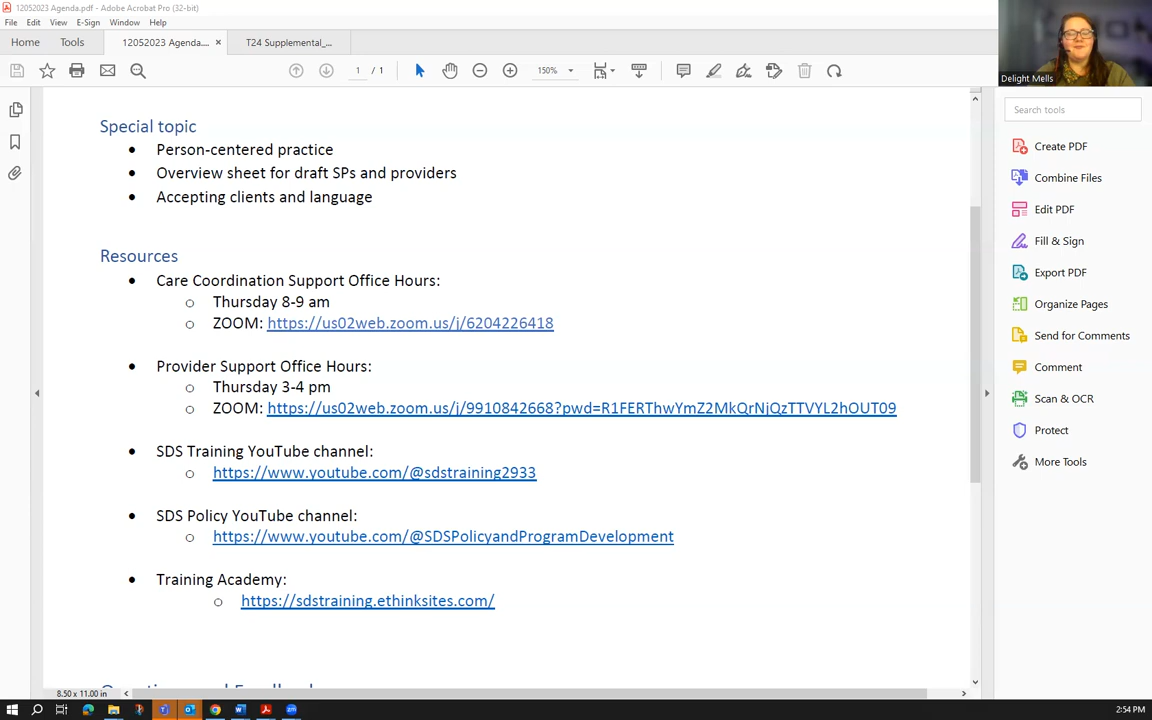 12052023 Agenda.pdf - Adobe Acrobat Pro (32-bit)
File Edit View E-Sign Window Help
Home Tools 12052023 Agenda.... × T24 Supplemental_...
1 / 1 150%
Delight Mells
Search tools
Special topic
• Person-centered practice
• Overview sheet for draft SPs and providers
• Accepting clients and language
Resources
• Care Coordination Support Office Hours:
o Thursday 8-9 am
o ZOOM: https://us02web.zoom.us/j/6204226418
• Provider Support Office Hours:
o Thursday 3-4 pm
o ZOOM: https://us02web.zoom.us/j/9910842668?pwd=R1FERThwYmZ2MkQrNjQzTTVYL2hOUT09
• SDS Training YouTube channel:
o https://www.youtube.com/@sdstraining2933
• SDS Policy YouTube channel:
o https://www.youtube.com/@SDSPolicyandProgramDevelopment
• Training Academy:
o https://sdstraining.ethinksites.com/
Create PDF
Combine Files
Edit PDF
Fill & Sign
Export PDF
Organize Pages
Send for Comments
Comment
Scan & OCR
Protect
More Tools
8.50 x 11.00 in
2:54 PM